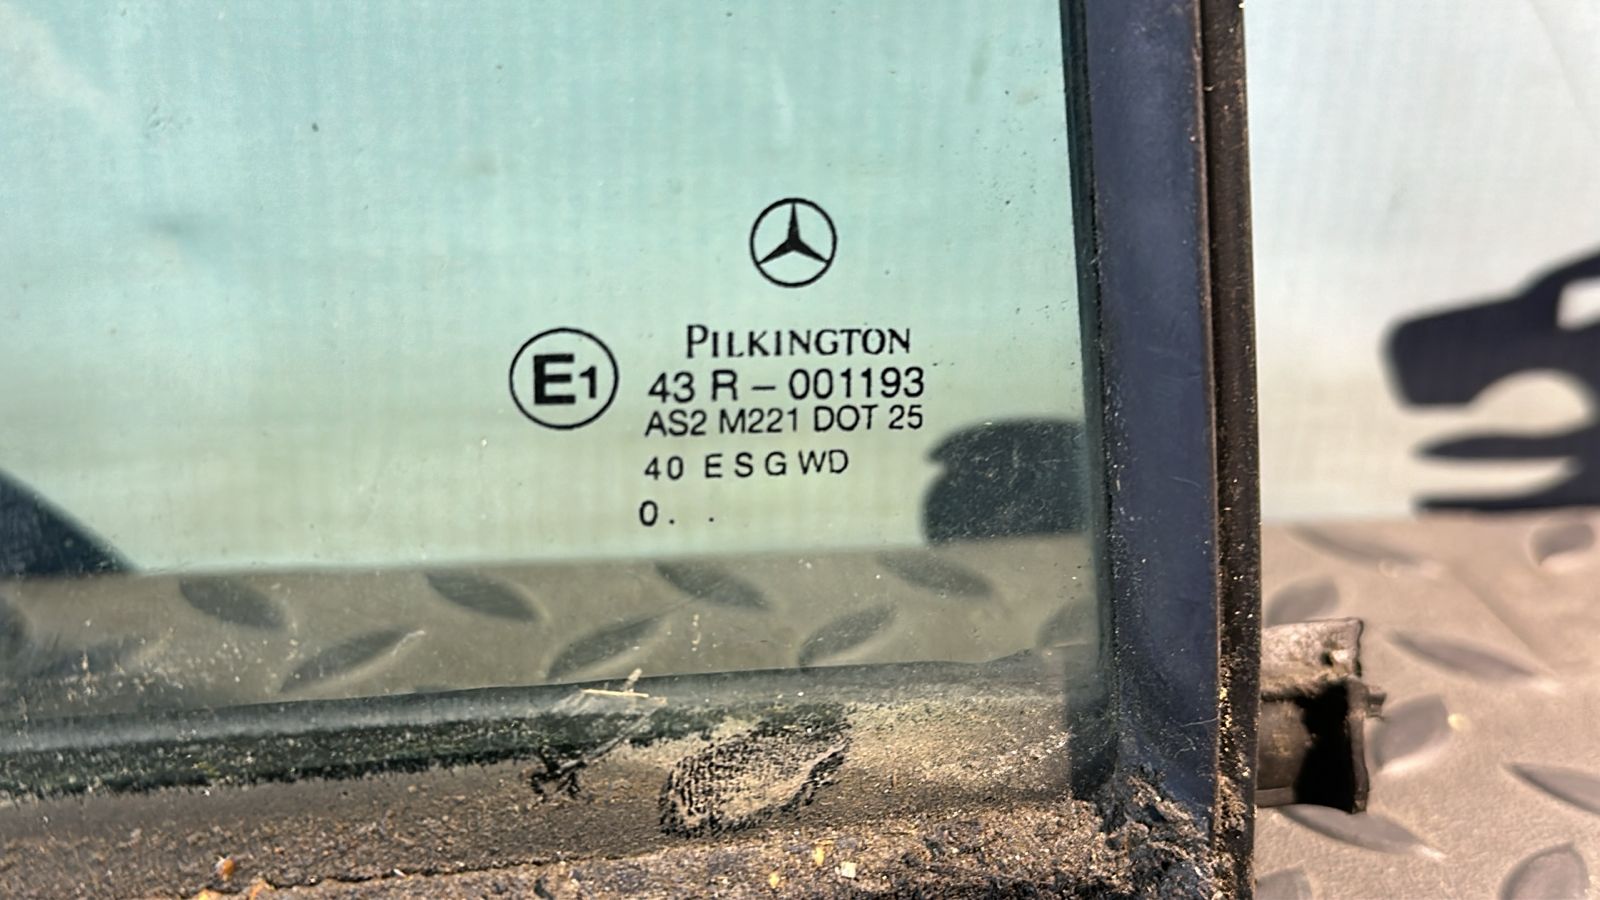 PILKINGTON
E1
43 R – 001193
AS2 M221 DOT 25
40 E S G WD
0. .